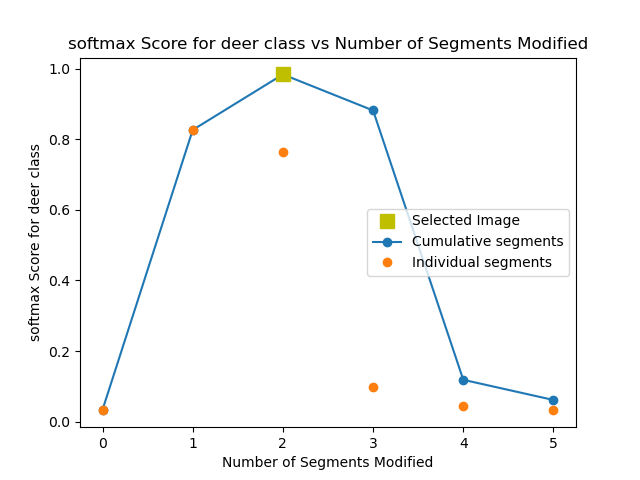 softmax Score for deer class vs Number of Segments Modified
1.0
0.8
0.6
0.4
0.2
0.0
softmax Score for deer class
Selected Image
Cumulative segments
Individual segments
0 1 2 3 4 5
Number of Segments Modified